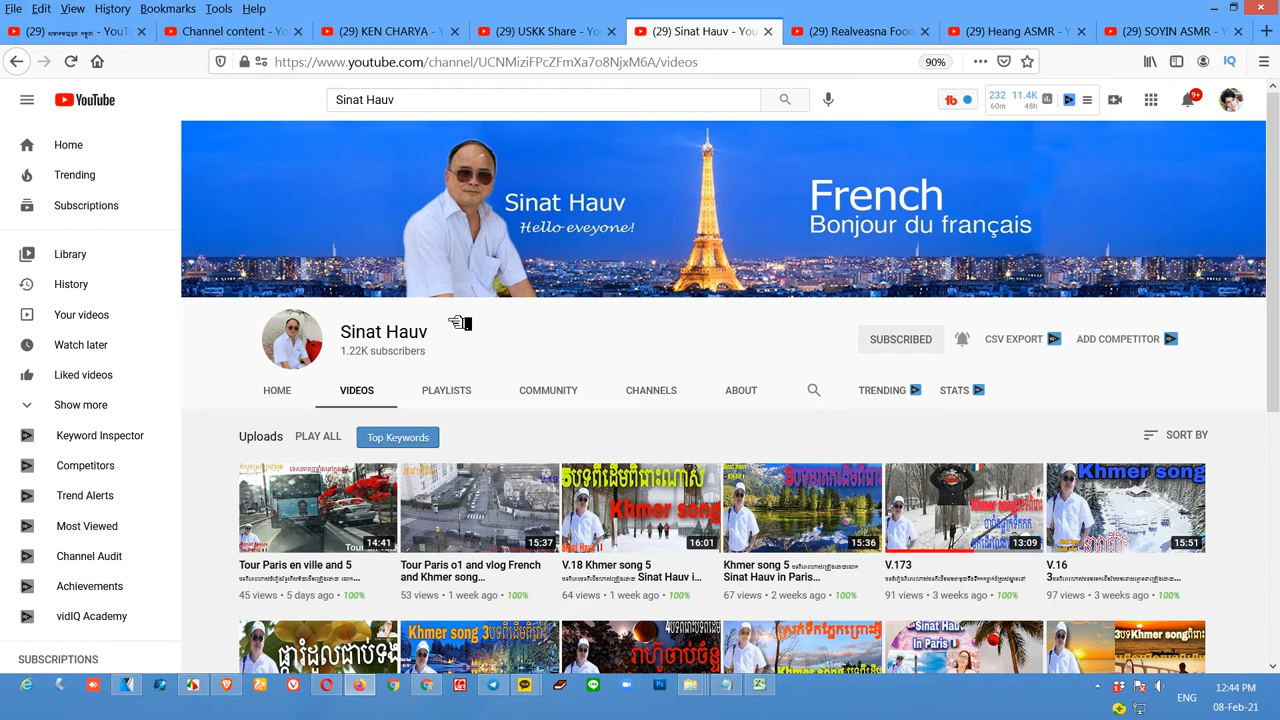 File Edit View History Bookmarks Tools Help
Channel content - Yo
(29) KEN CHARYA - Y
(29) USKK Share - You
(29) Sinat Hauv - You
(29) Realveasna Food
(29) Heang ASMR - Yo
(29) SOYIN ASMR - Yo
https://www.youtube.com/channel/UCNMiziFPcZFmXa7o8NjxM6A/videos
90%
IQ
YouTube
Sinat Hauv
232 11.4K
60m 48h
9+
Home
Trending
Subscriptions
Library
History
Your videos
Watch later
Liked videos
Show more
Keyword Inspector
Competitors
Trend Alerts
Most Viewed
Channel Audit
Achievements
vidIQ Academy
SUBSCRIPTIONS
Sinat Hauv
Hello eveyone!
French
Bonjour du français
Sinat Hauv
1.22K subscribers
SUBSCRIBED
CSV EXPORT
ADD COMPETITOR
HOME VIDEOS PLAYLISTS COMMUNITY CHANNELS ABOUT TRENDING STATS
Uploads PLAY ALL Top Keywords
SORT BY
14:41
15:37
Khmer song
16:01
15:36
13:09
Khmer song
15:51
Tour Paris en ville and 5
45 views • 5 days ago • 100%
Tour Paris o1 and vlog French
and Khmer song...
53 views • 1 week ago • 100%
V.18 Khmer song 5
Sinat Hauv i...
64 views • 1 week ago • 100%
Khmer song 5
Sinat Hauv in Paris...
67 views • 2 weeks ago • 100%
V.173
91 views • 3 weeks ago • 100%
V.16
97 views • 3 weeks ago • 100%
Sinat Hauv
In Paris
ENG
12:44 PM
08-Feb-21